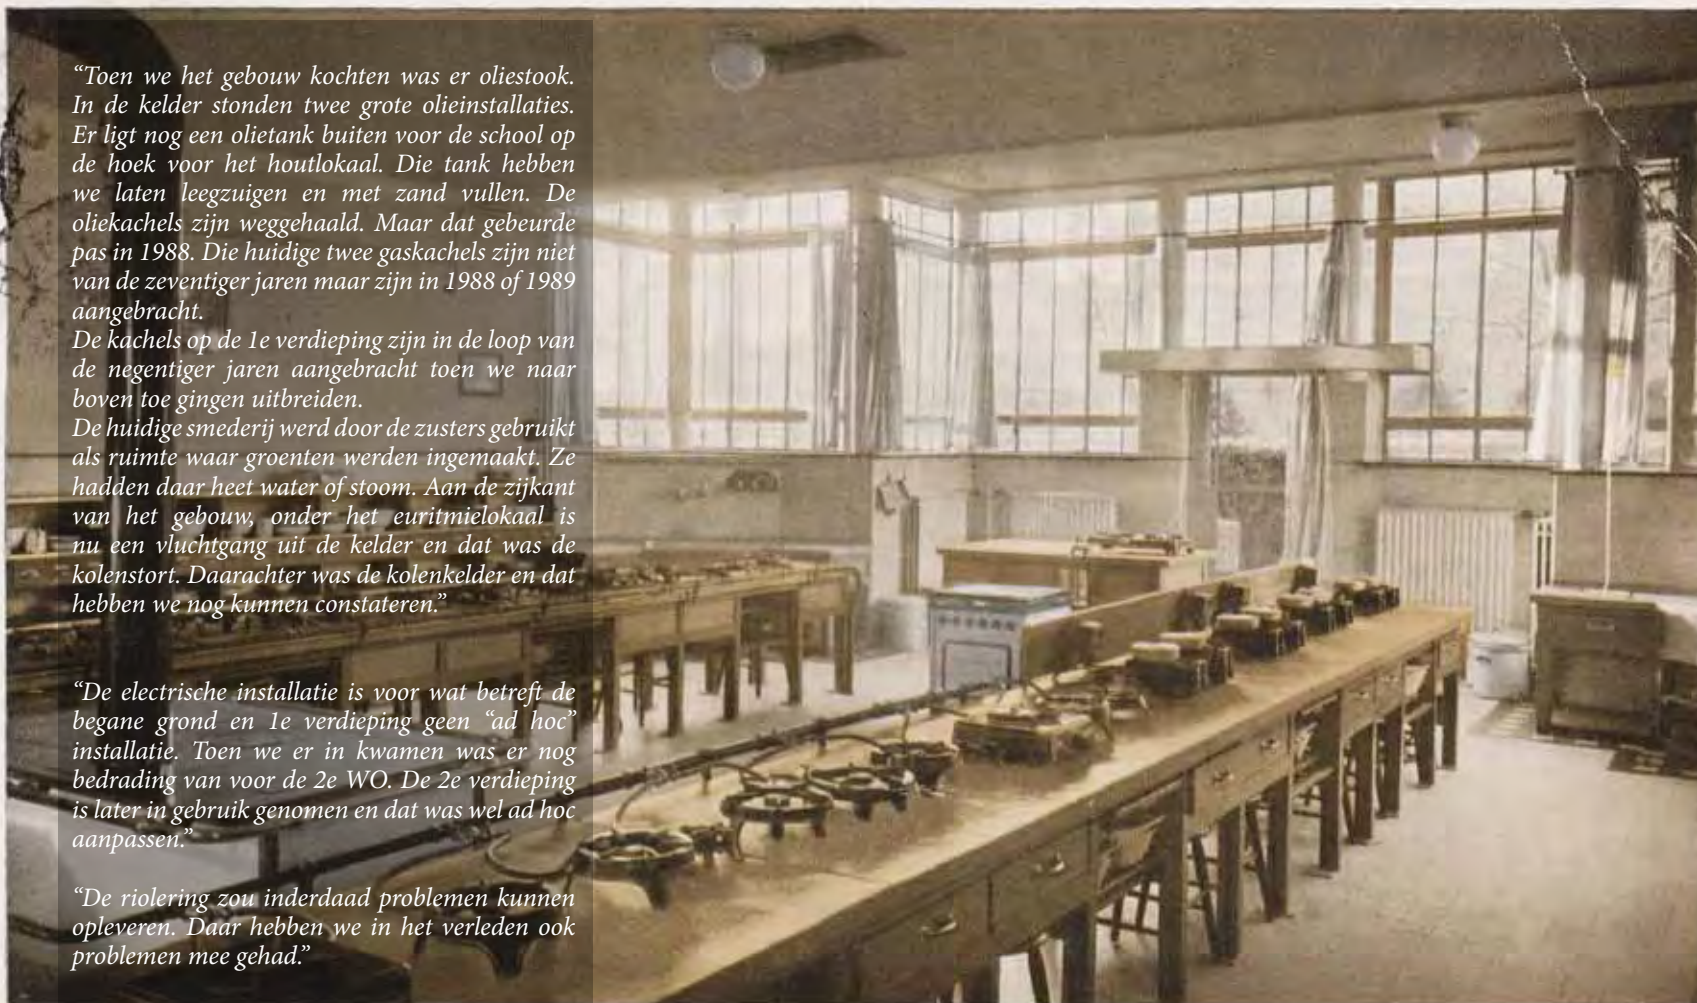 “Toen we het gebouw kochten was er oliestook.
In de kelder stonden twee grote olieinstallaties.
Er ligt nog een olietank buiten voor de school op
de hoek voor het houtlokaal. Die tank hebben
we laten leegzuigen en met zand vullen. De
oliekachels zijn weggehaald. Maar dat gebeurde
pas in 1988. Die huidige twee gaskachels zijn niet
van de zeventiger jaren maar zijn in 1988 of 1989
aangebracht.
De kachels op de 1e verdieping zijn in de loop van
de negentiger jaren aangebracht toen we naar
boven toe gingen uitbreiden.
De huidige smederij werd door de zusters gebruikt
als ruimte waar groenten werden ingemaakt. Ze
hadden daar heet water of stoom. Aan de zijkant
van het gebouw, onder het euritmielokaal is
nu een vluchtgang uit de kelder en dat was de
kolenstort. Daarachter was de kolenkelder en dat
hebben we nog kunnen constateren.”
“De electrische installatie is voor wat betreft de
begane grond en 1e verdieping geen “ad hoc”
installatie. Toen we er in kwamen was er nog
bedrading van voor de 2e WO. De 2e verdieping
is later in gebruik genomen en dat was wel ad hoc
aanpassen.”
“De riolering zou inderdaad problemen kunnen
opleveren. Daar hebben we in het verleden ook
problemen mee gehad.”